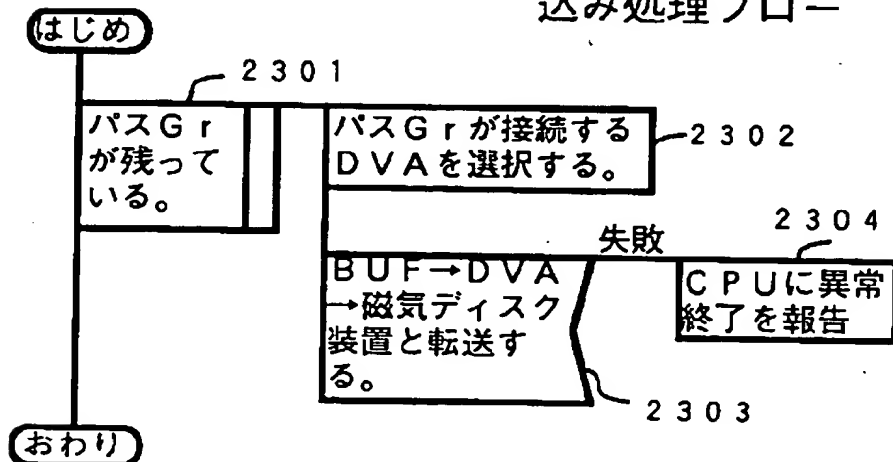 込み処理フロー
はじめ
2301
パスGr
が残って
いる。
パスGrが接続する
DVAを選択する。
2302
失敗
2304
BUF→DVA
→磁気ディスク
装置と転送す
る。
CPUに異常
終了を報告
2303
おわり